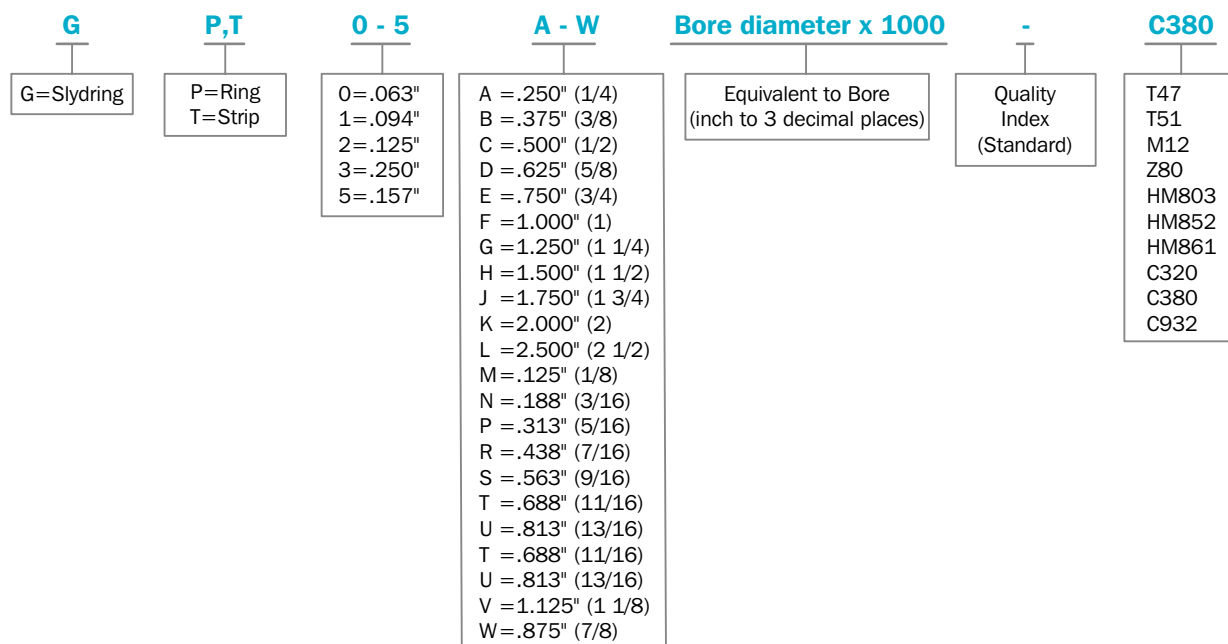 G P,T 0 - 5 A - W Bore diameter x 1000 - C380
G=Slydring
P=Ring
T=Strip
0=.063"
1=.094"
2=.125"
3=.250"
5=.157"
A =.250" (1/4)
B =.375" (3/8)
C =.500" (1/2)
D =.625" (5/8)
E =.750" (3/4)
F =1.000" (1)
G =1.250" (1 1/4)
H =1.500" (1 1/2)
J =1.750" (1 3/4)
K =2.000" (2)
L =2.500" (2 1/2)
M=.125" (1/8)
N =.188" (3/16)
P =.313" (5/16)
R =.438" (7/16)
S =.563" (9/16)
T =.688" (11/16)
U =.813" (13/16)
T =.688" (11/16)
U =.813" (13/16)
V =1.125" (1 1/8)
W=.875" (7/8)
Equivalent to Bore
(inch to 3 decimal places)
Quality
Index
(Standard)
T47
T51
M12
Z80
HM803
HM852
HM861
C320
C380
C932